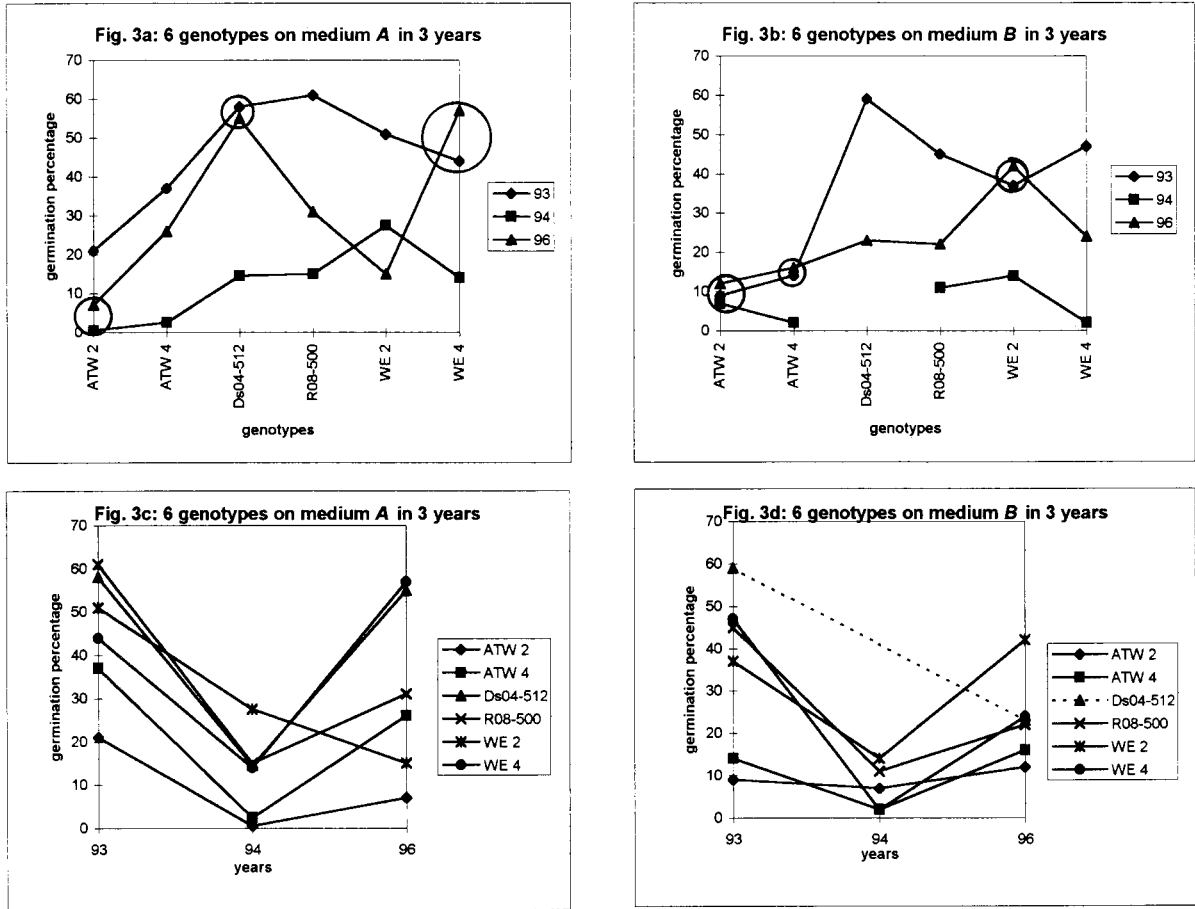 Fig. 3a: 6 genotypes on medium A in 3 years
germination percentage
70
60
50
40
30
20
10
0
ATW 2
ATW 4
Ds04-512
R08-500
WE 2
WE 4
genotypes
93
94
96
Fig. 3b: 6 genotypes on medium B in 3 years
germination percentage
70
60
50
40
30
20
10
0
ATW 2
ATW 4
Ds04-512
R08-500
WE 2
WE 4
genotypes
93
94
96
Fig. 3c: 6 genotypes on medium A in 3 years
germination percentage
70
60
50
40
30
20
10
0
93
94
96
years
ATW 2
ATW 4
Ds04-512
R08-500
WE 2
WE 4
Fig. 3d: 6 genotypes on medium B in 3 years
germination percentage
70
60
50
40
30
20
10
0
93
94
96
years
ATW 2
ATW 4
Ds04-512
R08-500
WE 2
WE 4